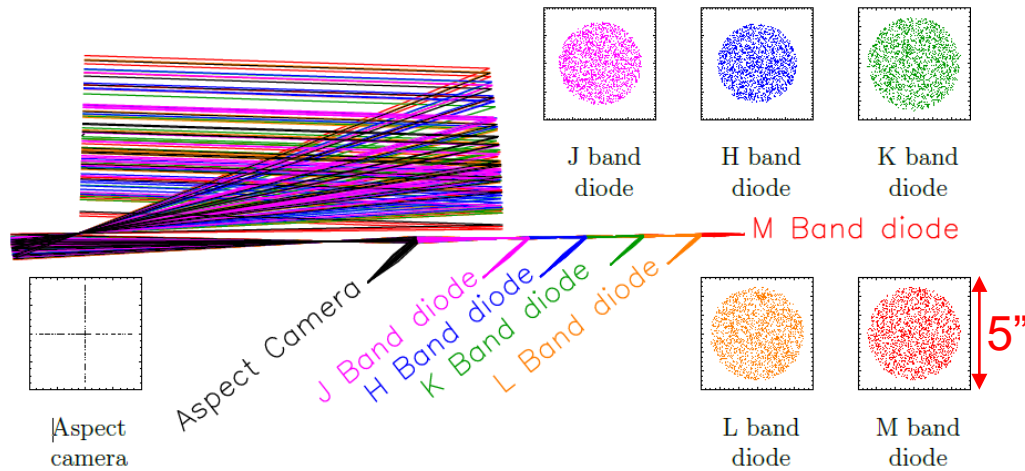 J band
diode
H band
diode
K band
diode
M Band diode
Aspect Camera
J Band diode
H Band diode
K Band diode
L Band diode
5”
Aspect
camera
L band
diode
M band
diode